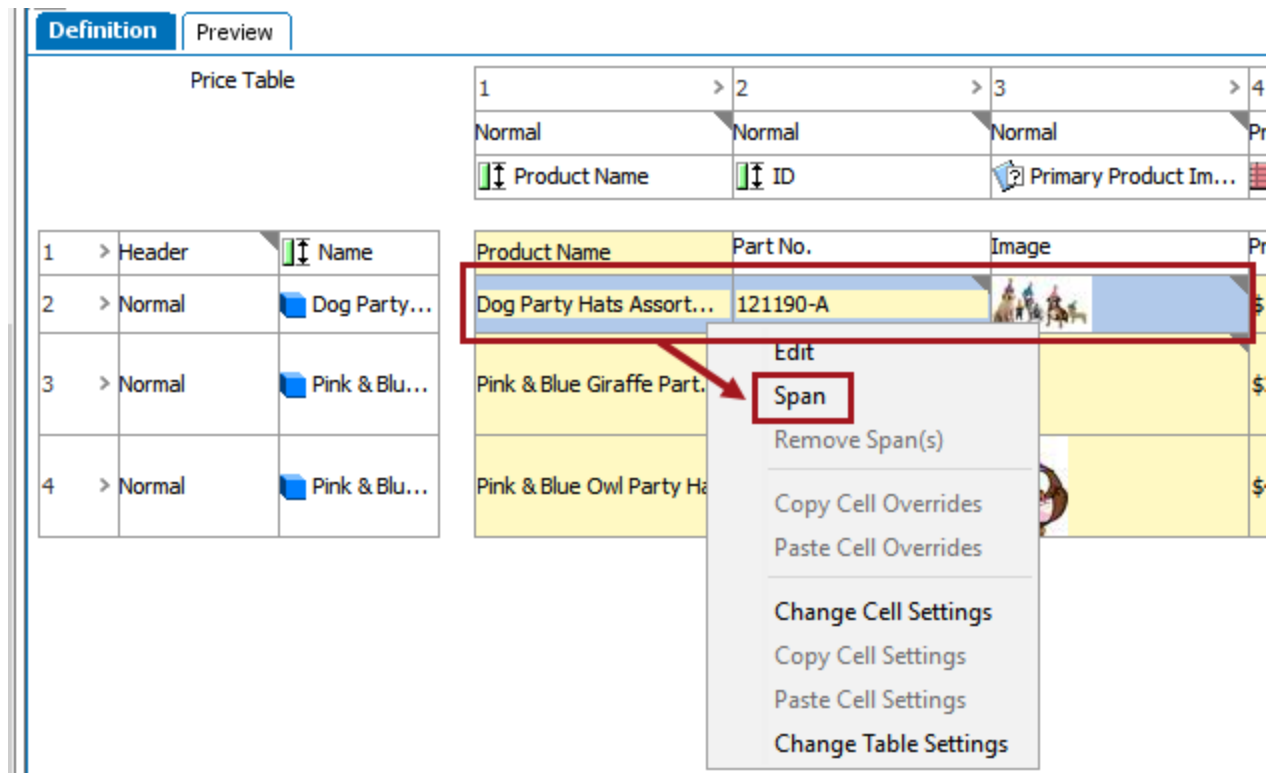 Definition Preview
Price Table
1 > 2 > 3 > 4
Normal Normal Normal Pr
Product Name ID Primary Product Im...
1 > Header Name Product Name Part No. Image Pr
2 > Normal Dog Party... Dog Party Hats Assort... 121190-A $
3 > Normal Pink & Blu... Pink & Blue Giraffe Part. $
4 > Normal Pink & Blu... Pink & Blue Owl Party Ha $
Edit
Span
Remove Span(s)
Copy Cell Overrides
Paste Cell Overrides
Change Cell Settings
Copy Cell Settings
Paste Cell Settings
Change Table Settings